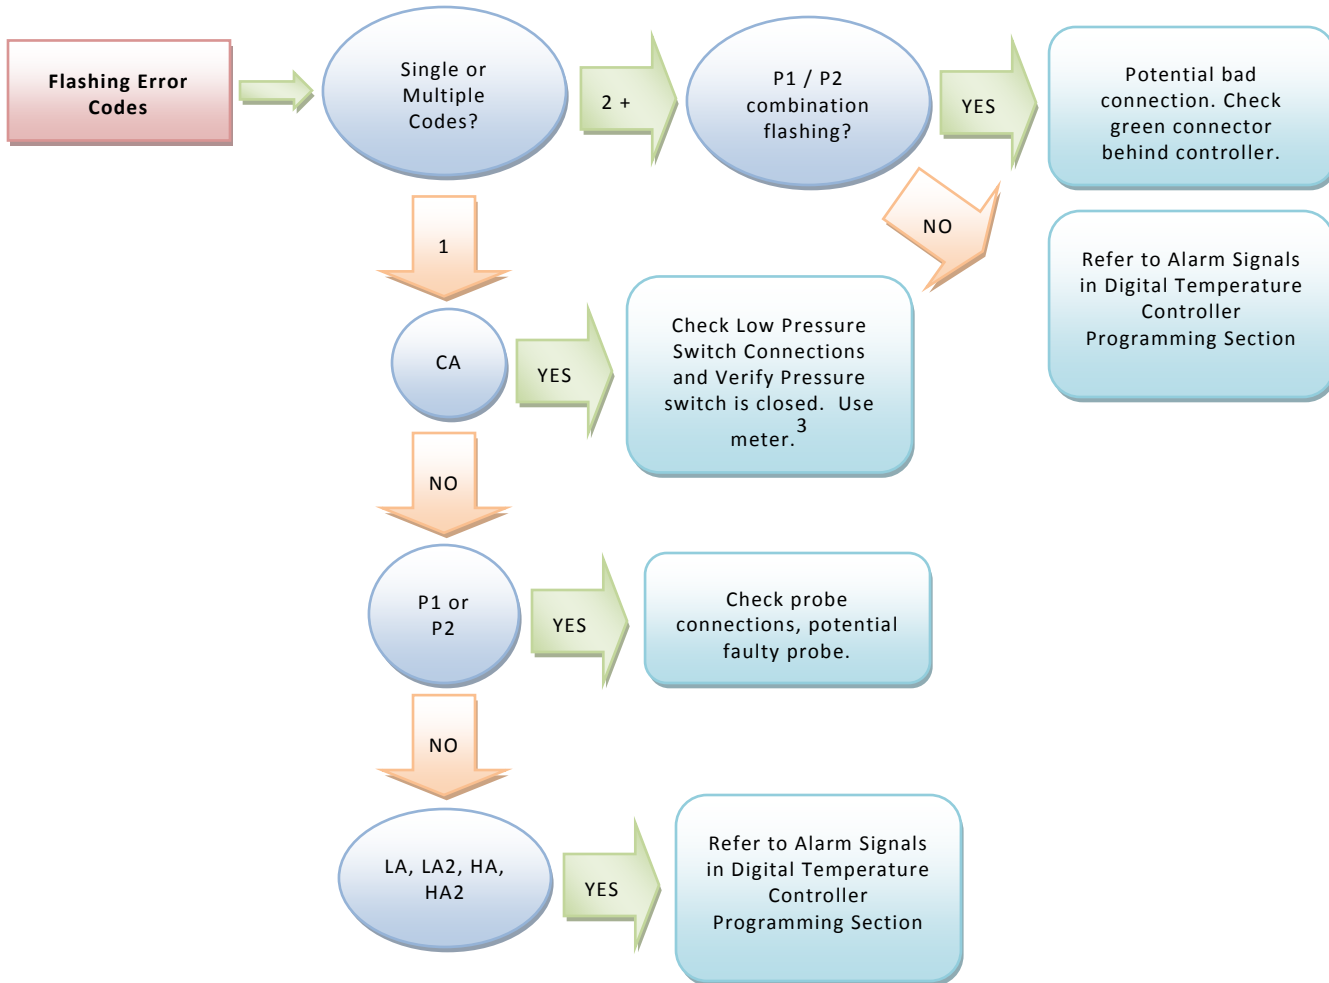 Flashing Error
Codes
Single or
Multiple
Codes?
2 +
P1 / P2
combination
flashing?
YES
Potential bad
connection. Check
green connector
behind controller.
NO
Refer to Alarm Signals
in Digital Temperature
Controller
Programming Section
1
CA
YES
Check Low Pressure
Switch Connections
and Verify Pressure
switch is closed. Use
meter.3
NO
P1 or
P2
YES
Check probe
connections, potential
faulty probe.
NO
LA, LA2, HA,
HA2
YES
Refer to Alarm Signals
in Digital Temperature
Controller
Programming Section